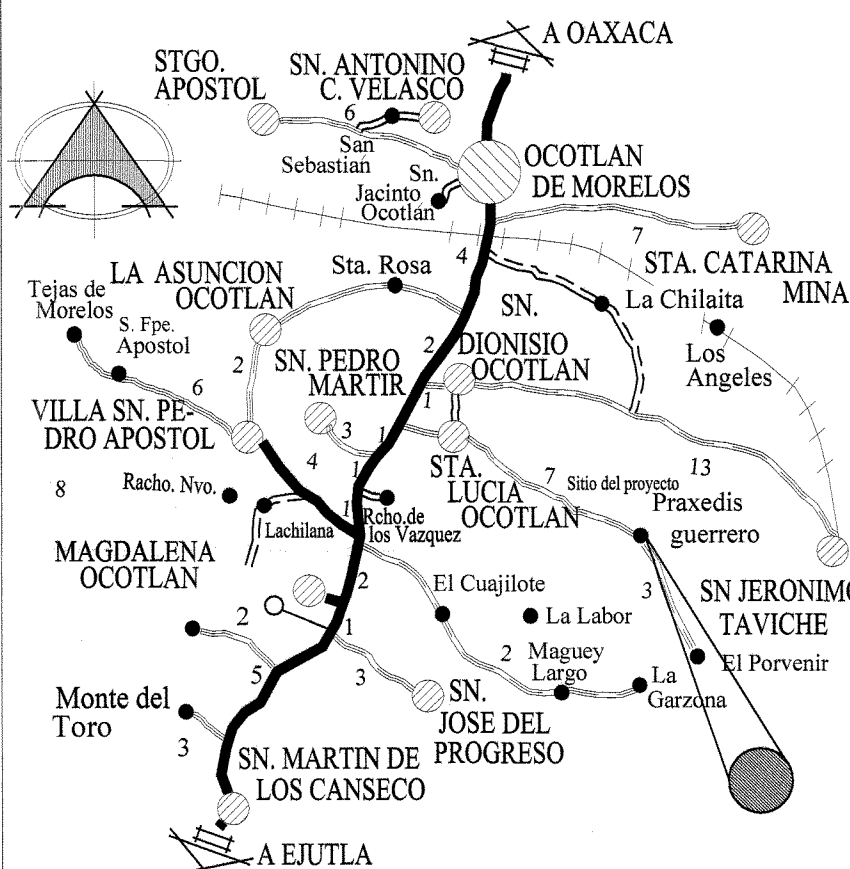 A OAXACA
STGO.
APOSTOL
SN. ANTONINO
C. VELASCO
6
San
Sebastián
Sn.
Jacinto
Ocotlán
OCOTLAN
DE MORELOS
7
4
STA. CATARINA
MINA
LA ASUNCION
OCOTLAN
Sta. Rosa
SN.
DIONISIO
OCOTLAN
La Chilaita
Los
Angeles
Tejas de
Morelos
S. Fpe.
Apostol
2
2
SN. PEDRO
MARTIR
1
6
VILLA SN. PE-
DRO APOSTOL
3
1
4
1
STA.
LUCIA
OCOTLAN
7
13
Sitio del proyecto
Praxedis
guerrero
8
Racho. Nvo.
Lachilana
1
Rcho. de
los Vazquez
MAGDALENA
OCOTLAN
2
El Cuajilote
La Labor
3
SN JERONIMO
TAVICHE
2
1
5
3
2
Maguey
Largo
La
Garzona
El Porvenir
Monte del
Toro
3
SN.
JOSE DEL
PROGRESO
SN. MARTIN DE
LOS CANSECO
A EJUTLA